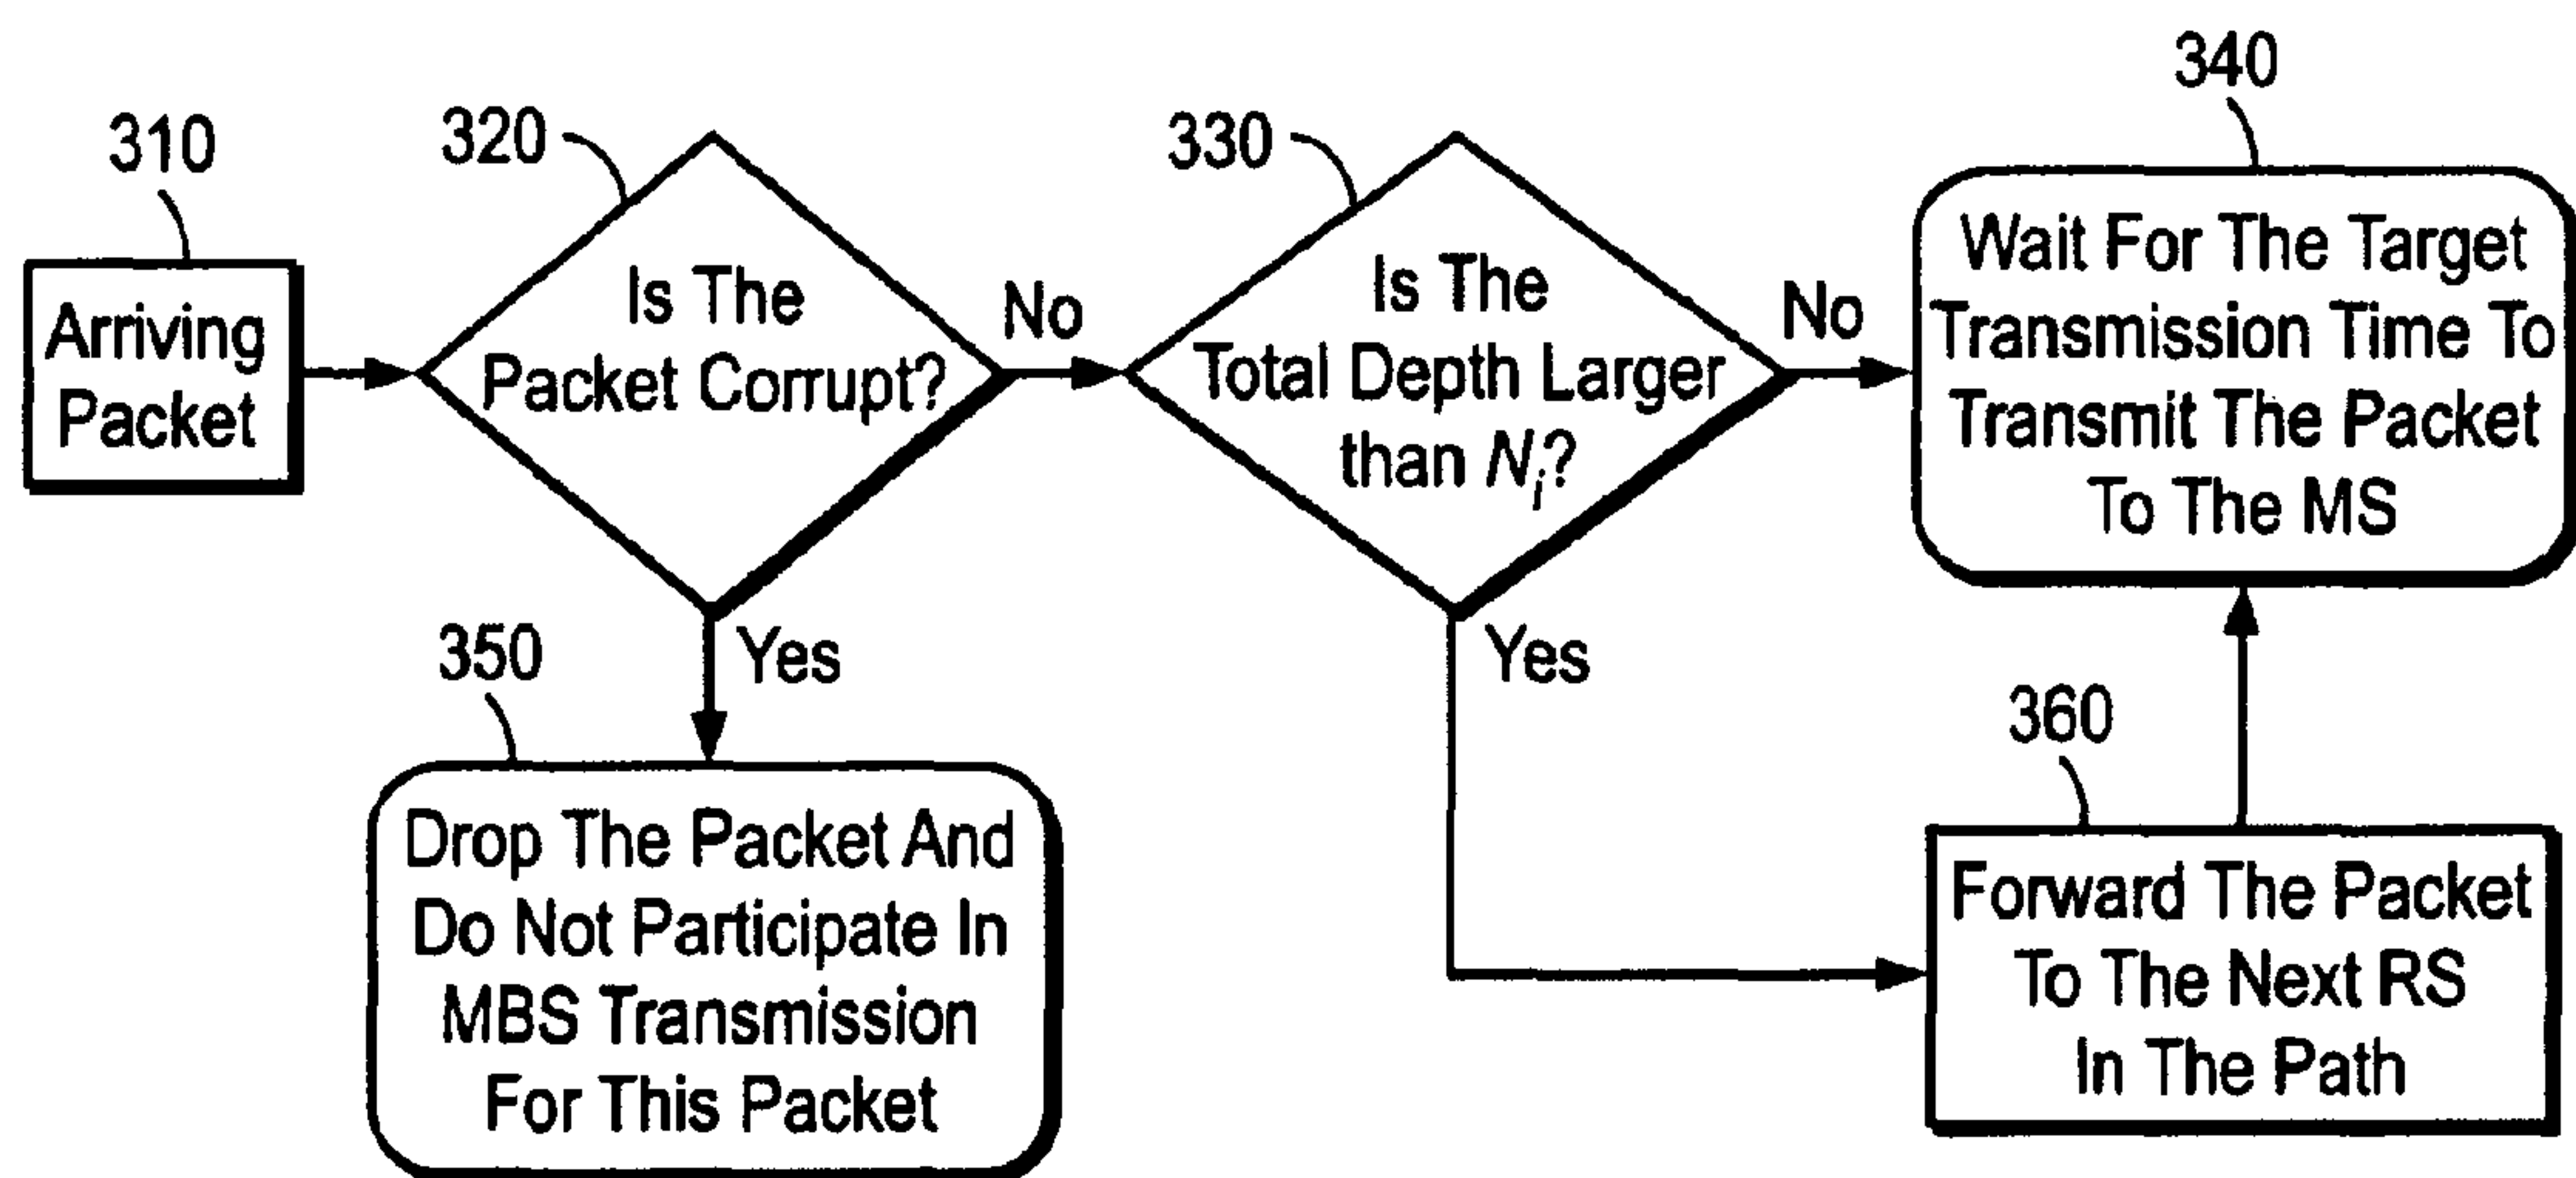 310
Arriving
Packet
320
Is The
Packet Corrupt?
No
Yes
330
Is The
Total Depth Larger
than Ni?
No
Yes
340
Wait For The Target
Transmission Time To
Transmit The Packet
To The MS
350
Drop The Packet And
Do Not Participate In
MBS Transmission
For This Packet
360
Forward The Packet
To The Next RS
In The Path